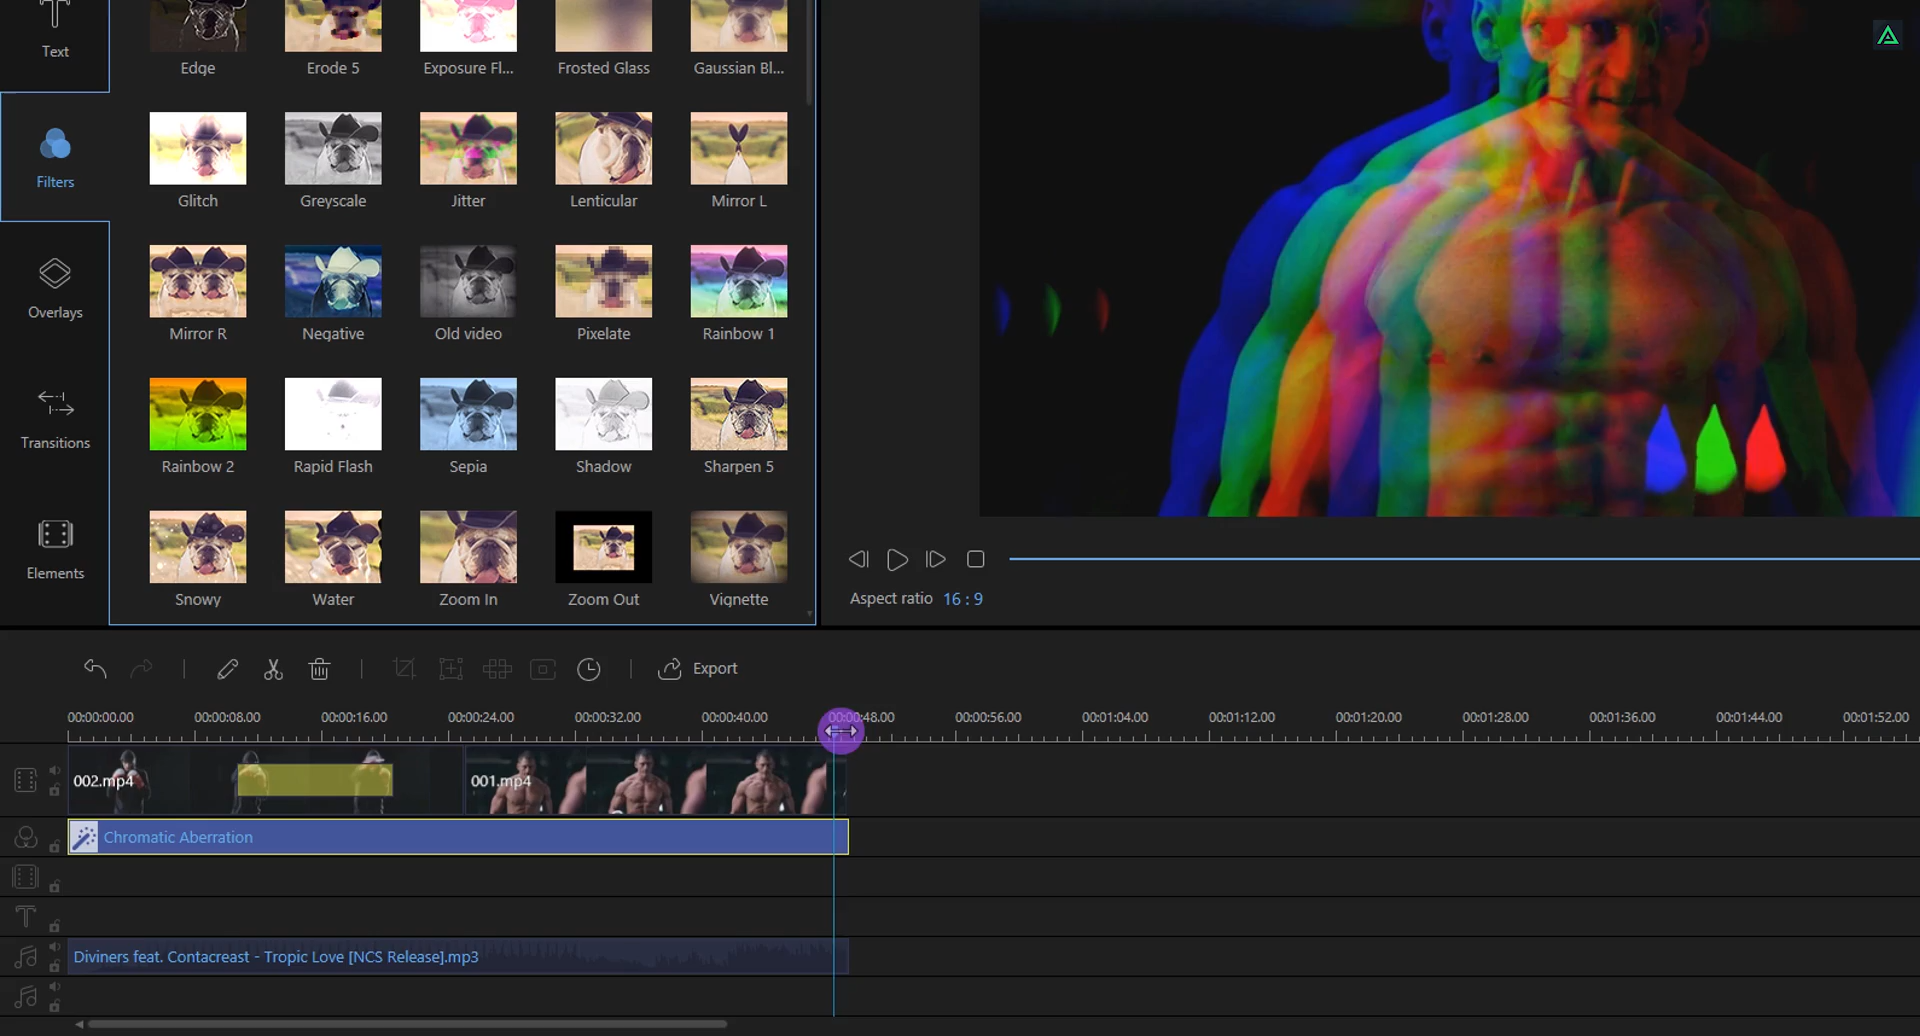 Text
Edge
Erode 5
Exposure Fl...
Frosted Glass
Gaussian Bl...
Filters
Glitch
Greyscale
Jitter
Lenticular
Mirror L
Overlays
Mirror R
Negative
Old video
Pixelate
Rainbow 1
Transitions
Rainbow 2
Rapid Flash
Sepia
Shadow
Sharpen 5
Elements
Snowy
Water
Zoom In
Zoom Out
Vignette
Aspect ratio 16 : 9
Export
00:00:00.00 00:00:08.00 00:00:16.00 00:00:24.00 00:00:32.00 00:00:40.00 00:00:48.00 00:00:56.00 00:01:04.00 00:01:12.00 00:01:20.00 00:01:28.00 00:01:36.00 00:01:44.00 00:01:52.00
002.mp4
001.mp4
Chromatic Aberration
Diviners feat. Contacreast - Tropic Love [NCS Release].mp3